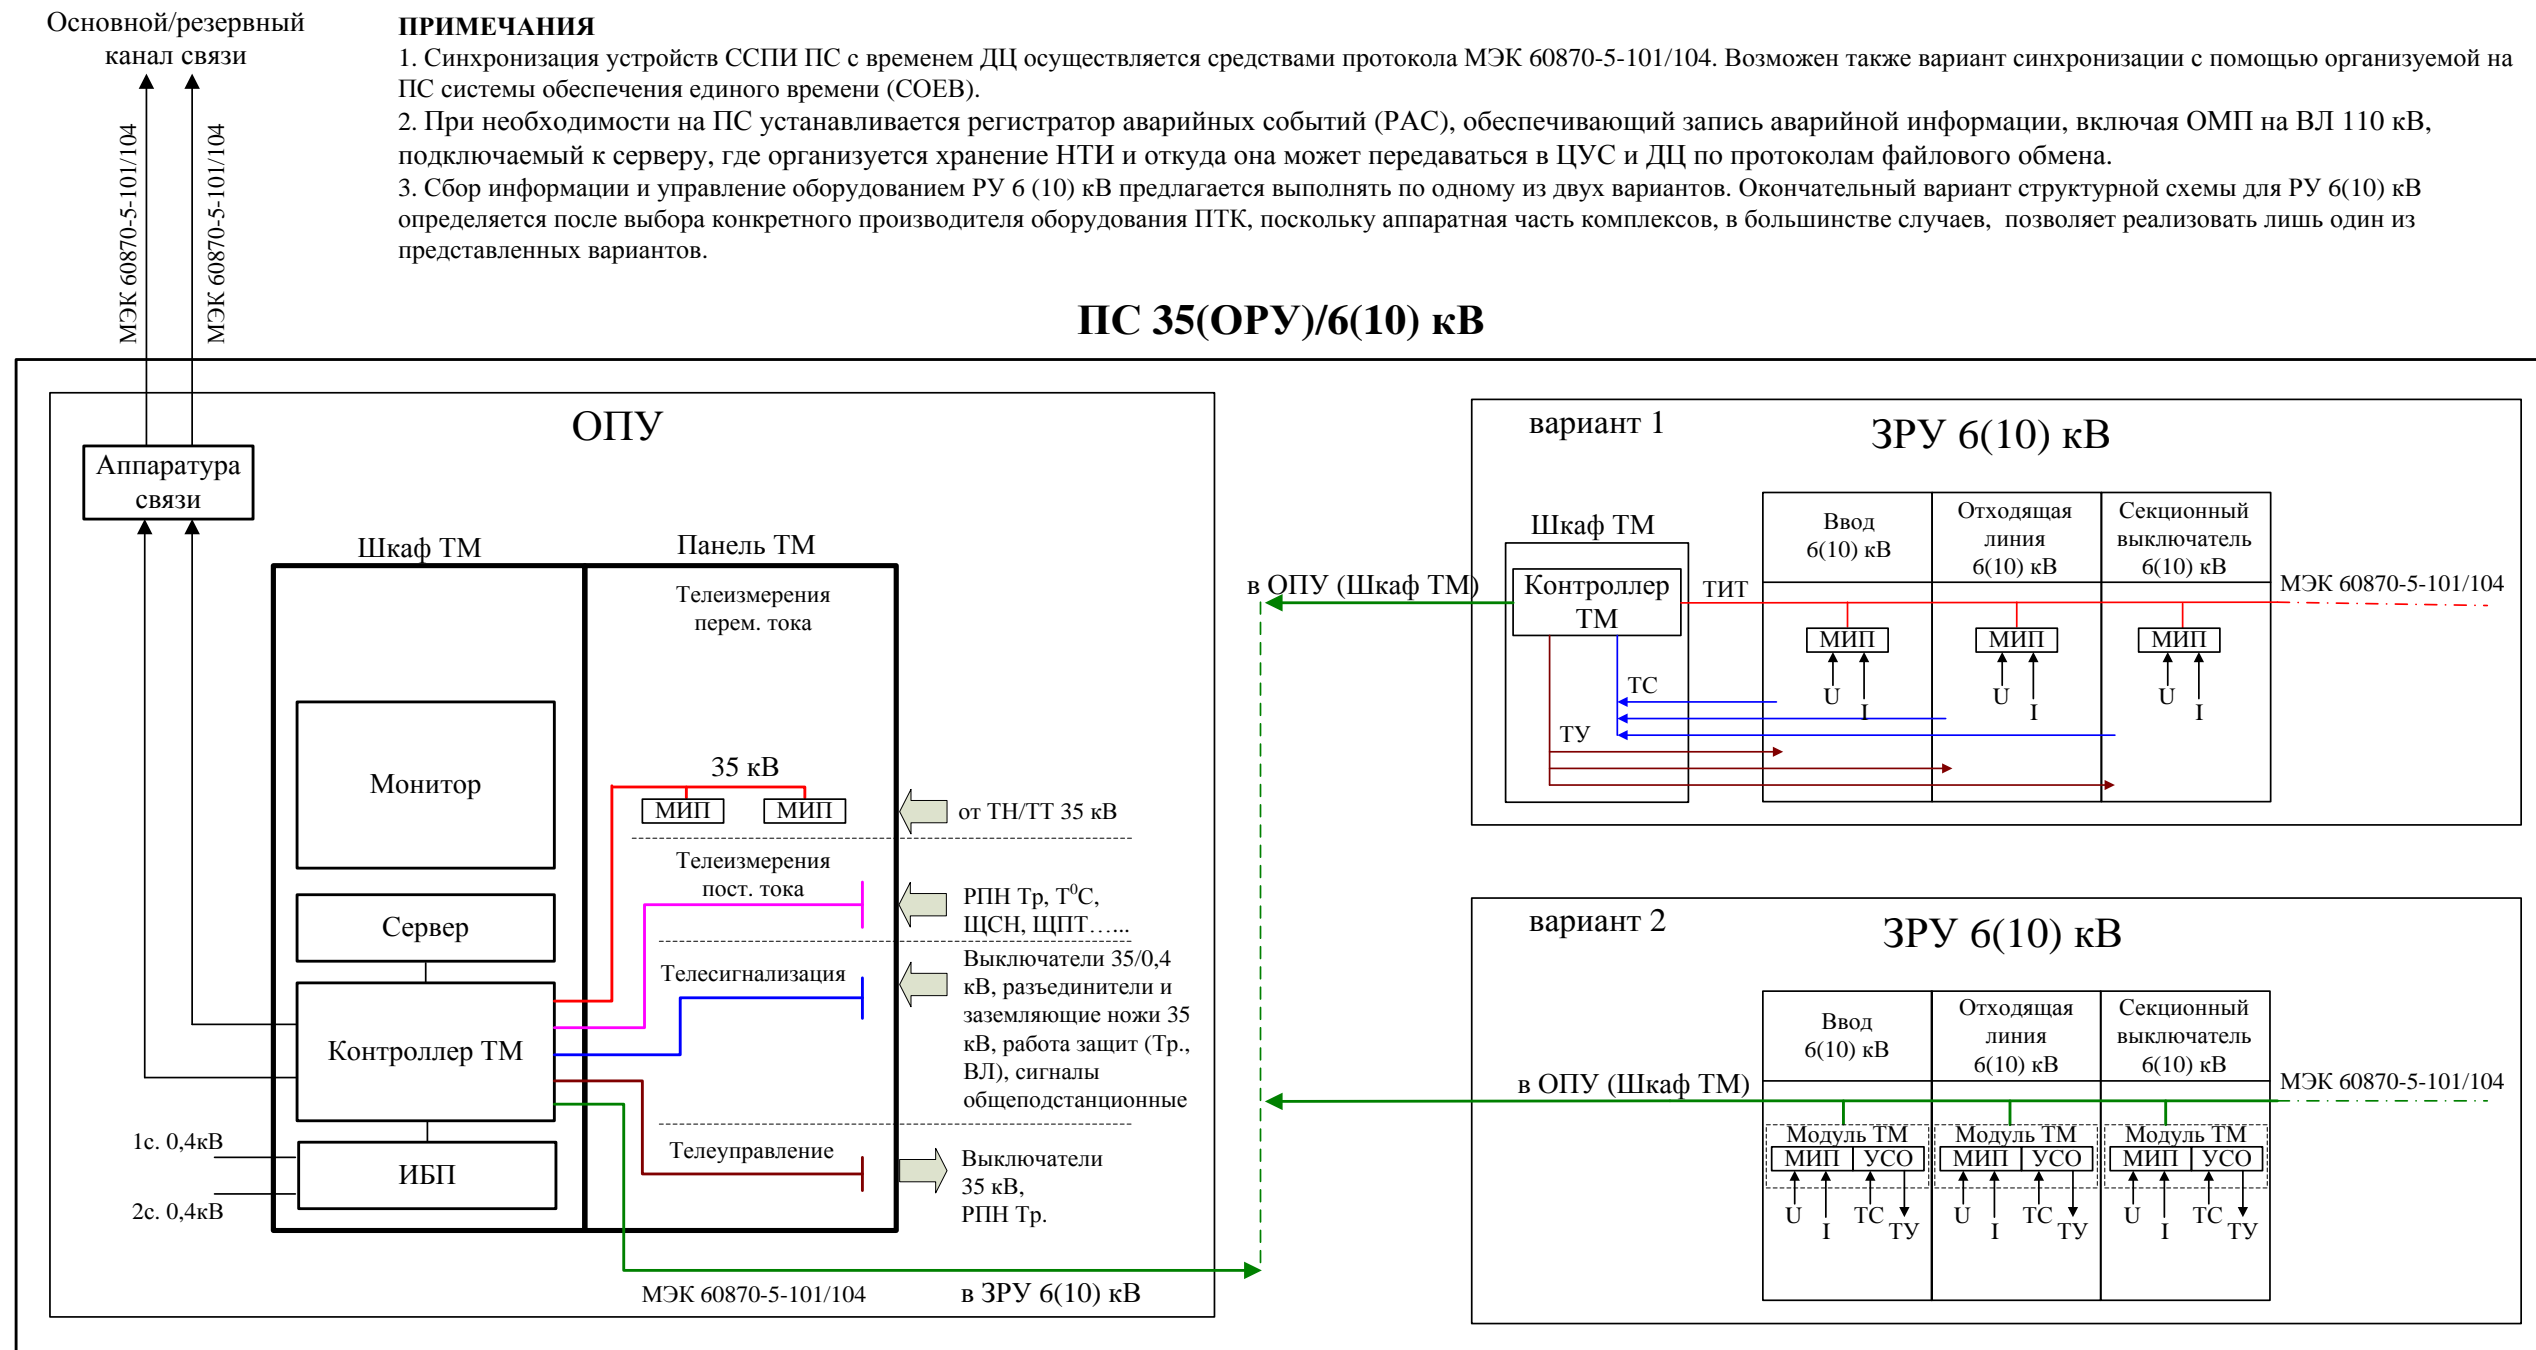 Основной/резервный
канал связи
МЭК 60870-5-101/104
МЭК 60870-5-101/104
ПРИМЕЧАНИЯ
1. Синхронизация устройств ССПИ ПС с временем ДЦ осуществляется средствами протокола МЭК 60870-5-101/104. Возможен также вариант синхронизации с помощью организуемой на
ПС системы обеспечения единого времени (СОЕВ).
2. При необходимости на ПС устанавливается регистратор аварийных событий (РАС), обеспечивающий запись аварийной информации, включая ОМП на ВЛ 110 кВ,
подключаемый к серверу, где организуется хранение НТИ и откуда она может передаваться в ЦУС и ДЦ по протоколам файлового обмена.
3. Сбор информации и управление оборудованием РУ 6 (10) кВ предлагается выполнять по одному из двух вариантов. Окончательный вариант структурной схемы для РУ 6(10) кВ
определяется после выбора конкретного производителя оборудования ПТК, поскольку аппаратная часть комплексов, в большинстве случаев, позволяет реализовать лишь один из
представленных вариантов.
ПС 35(ОРУ)/6(10) кВ
ОПУ
Аппаратура
связи
Шкаф ТМ
Панель ТМ
Телеизмерения
перем. тока
Монитор
35 кВ
МИП
МИП
от ТН/ТТ 35 кВ
Телеизмерения
пост. тока
РПН Тр, Т⁰С,
ЩСН, ЩПТ…...
Сервер
Телесигнализация
Выключатели 35/0,4
кВ, разъединители и
заземляющие ножи 35
кВ, работа защит (Тр.,
ВЛ), сигналы
общеподстанционные
Контроллер ТМ
1с. 0,4кВ
2с. 0,4кВ
ИБП
Телеуправление
Выключатели
35 кВ,
РПН Тр.
МЭК 60870-5-101/104
в ЗРУ 6(10) кВ
вариант 1
ЗРУ 6(10) кВ
Шкаф ТМ
Ввод
6(10) кВ
Отходящая
линия
6(10) кВ
Секционный
выключатель
6(10) кВ
в ОПУ (Шкаф ТМ)
Контроллер
ТМ
ТИТ
МЭК 60870-5-101/104
МИП
МИП
МИП
ТС
U
I
U
I
U
I
ТУ
вариант 2
ЗРУ 6(10) кВ
Ввод
6(10) кВ
Отходящая
линия
6(10) кВ
Секционный
выключатель
6(10) кВ
в ОПУ (Шкаф ТМ)
МЭК 60870-5-101/104
Модуль ТМ
Модуль ТМ
Модуль ТМ
МИП
УСО
МИП
УСО
МИП
УСО
U
I
ТС
ТУ
U
I
ТС
ТУ
U
I
ТС
ТУ